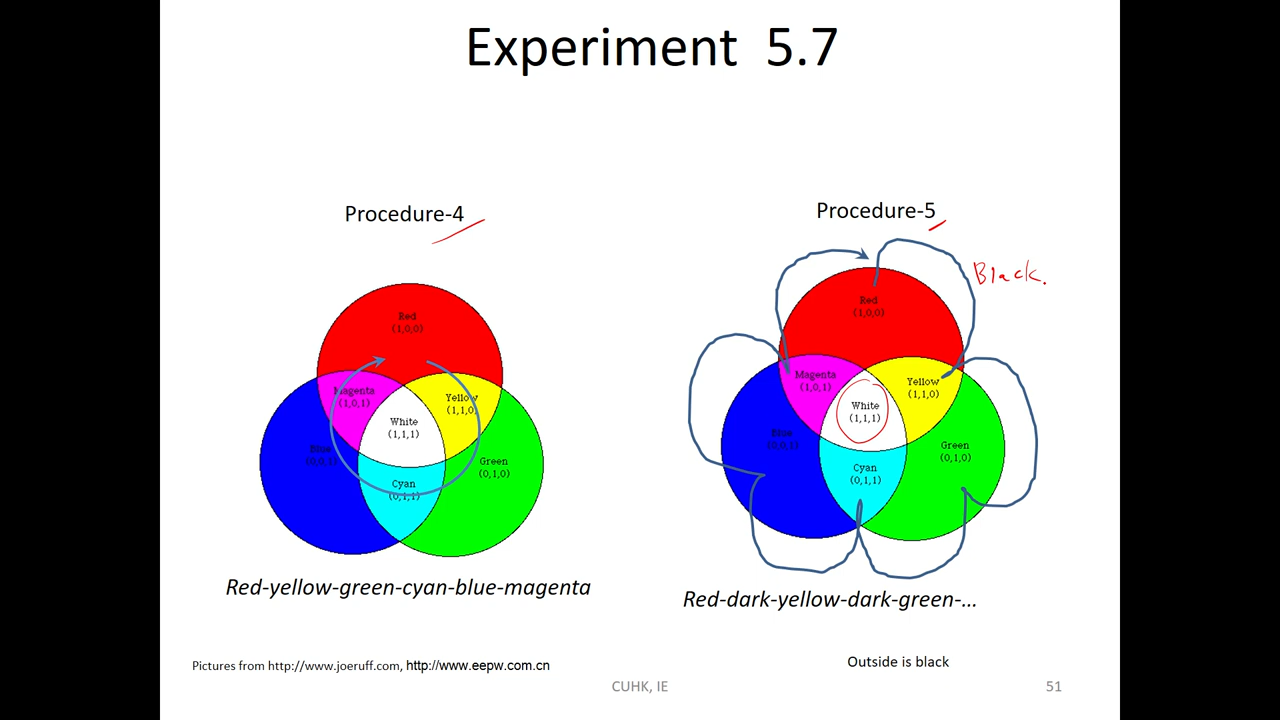 Experiment 5.7
Procedure-4
Red
(1,0,0)
Magenta
(1,0,1)
Yellow
(1,1,0)
White
(1,1,1)
Blue
(0,0,1)
Green
(0,1,0)
Cyan
(0,1,1)
Red-yellow-green-cyan-blue-magenta
Procedure-5
Black.
Red
(1,0,0)
Magenta
(1,0,1)
Yellow
(1,1,0)
White
(1,1,1)
Blue
(0,0,1)
Green
(0,1,0)
Cyan
(0,1,1)
Red-dark-yellow-dark-green-...
Outside is black
Pictures from http://www.joeruff.com, http://www.eepw.com.cn
CUHK, IE
51